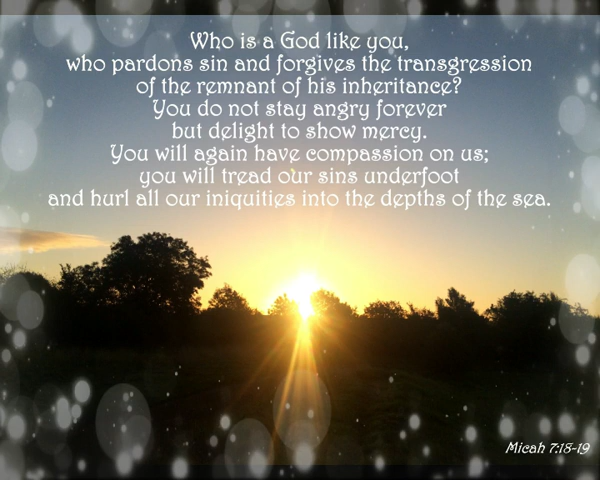 Who is a God like you,
who pardons sin and forgives the transgression
of the remnant of his inheritance?
You do not stay angry forever
but delight to show mercy.
You will again have compassion on us;
you will tread our sins underfoot
and hurl all our iniquities into the depths of the sea.
Micah 7:18-19